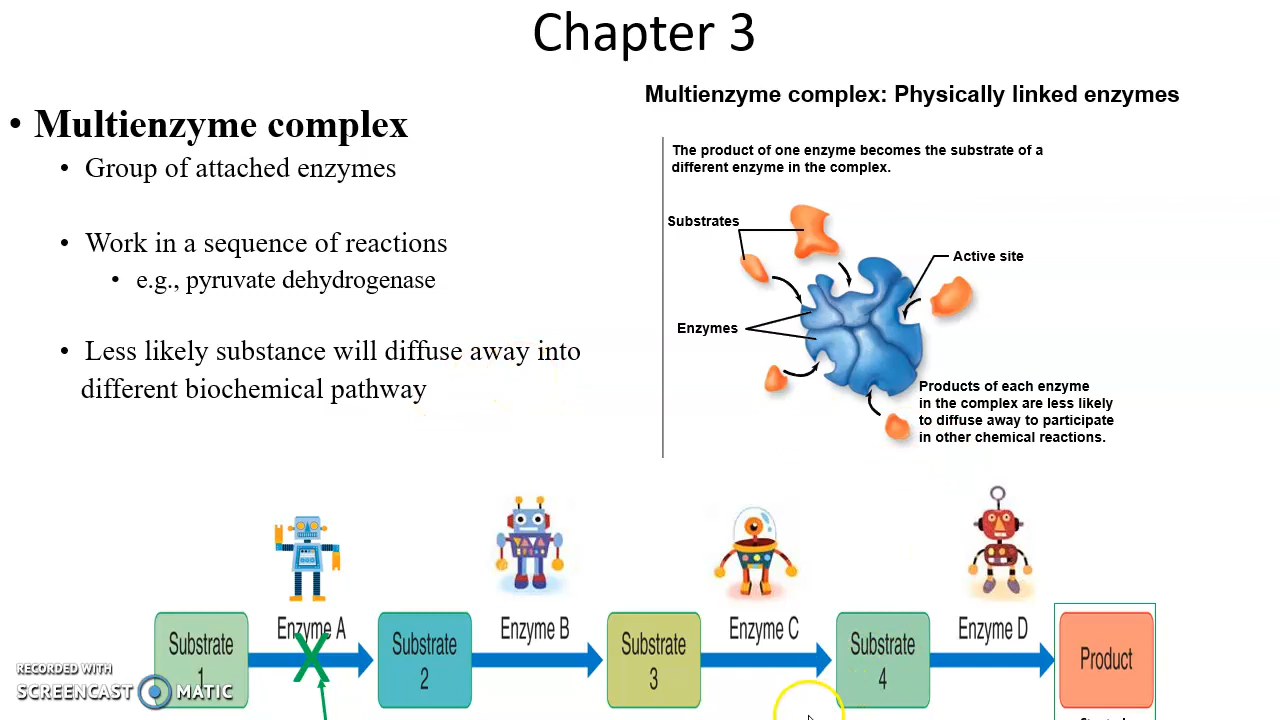 Chapter 3
• Multienzyme complex
• Group of attached enzymes
• Work in a sequence of reactions
• e.g., pyruvate dehydrogenase
• Less likely substance will diffuse away into
different biochemical pathway
Multienzyme complex: Physically linked enzymes
The product of one enzyme becomes the substrate of a
different enzyme in the complex.
Substrates
Active site
Enzymes
Products of each enzyme
in the complex are less likely
to diffuse away to participate
in other chemical reactions.
Substrate
1
Enzyme A
X
Substrate
2
Enzyme B
Substrate
3
Enzyme C
Substrate
4
Enzyme D
Product
RECORDED WITH
SCREENCAST MATIC